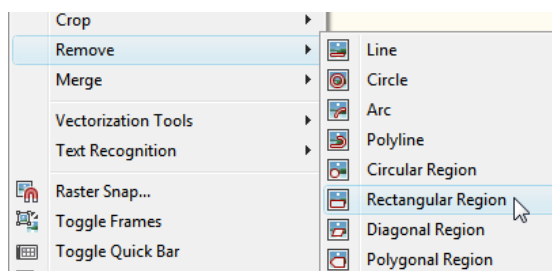 Crop
Remove
Merge
Vectorization Tools
Text Recognition
Raster Snap...
Toggle Frames
Toggle Quick Bar
Line
Circle
Arc
Polyline
Circular Region
Rectangular Region
Diagonal Region
Polygonal Region